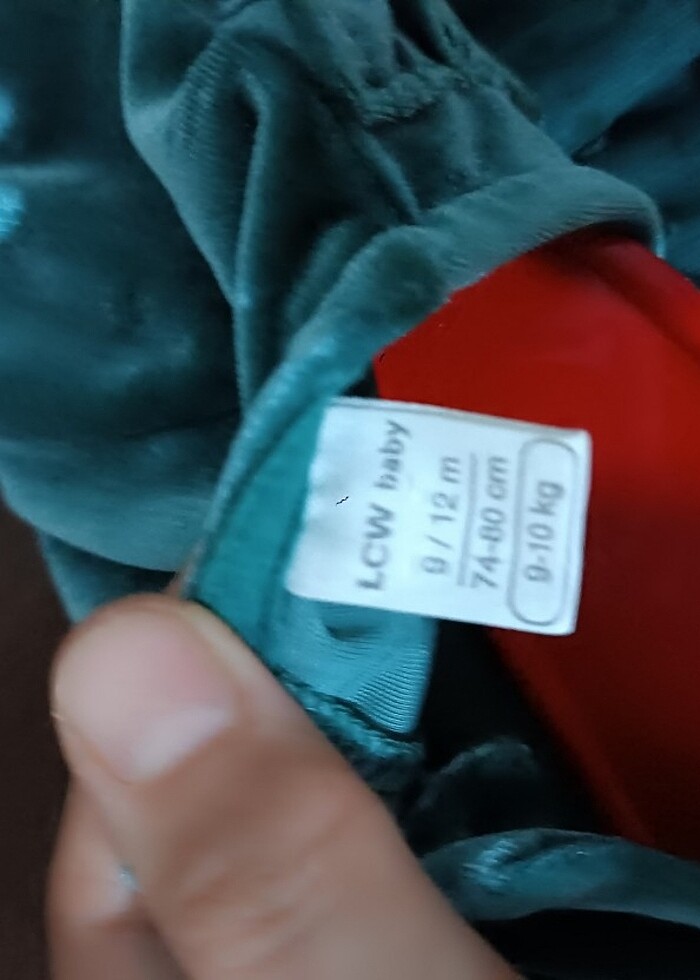 LCW baby
9 / 12 m
74-80 cm
9-10 kg